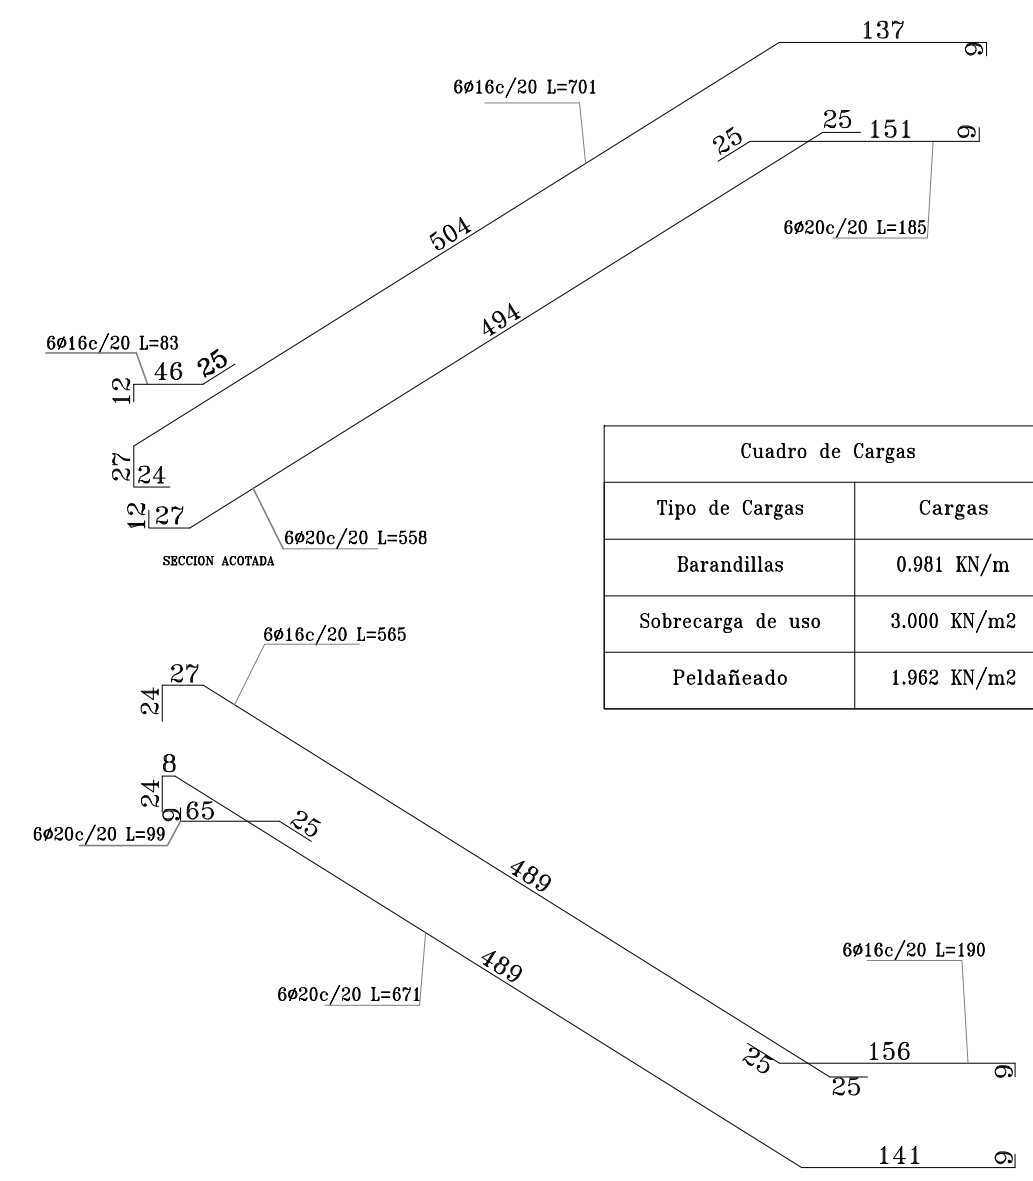 137
9
6ø16c/20 L=701
25
25
151
9
504
6ø20c/20 L=185
494
6ø16c/20 L=83
46
25
12
27
24
12
27
6ø20c/20 L=558
SECCION ACOTADA
Cuadro de Cargas
Tipo de Cargas
Cargas
Barandillas
0.981 KN/m
Sobrecarga de uso
3.000 KN/m2
Peldañeado
1.962 KN/m2
6ø16c/20 L=565
27
24
8
24
9
65
25
6ø20c/20 L=99
489
489
6ø16c/20 L=190
6ø20c/20 L=671
156
25
25
9
141
9